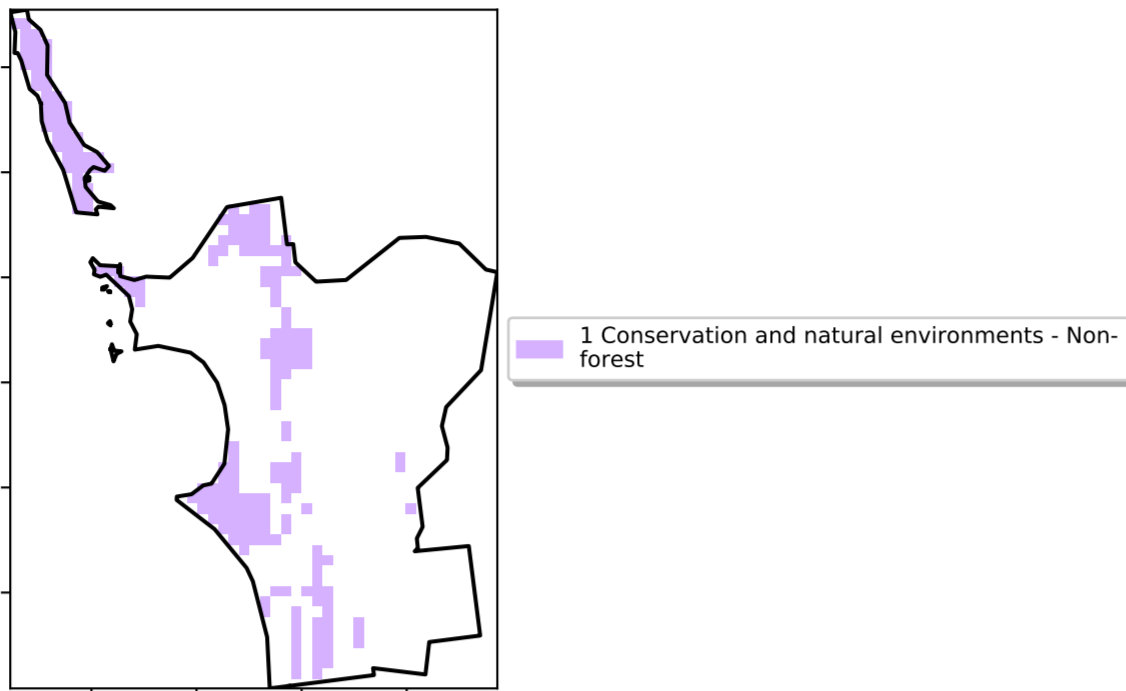 1 Conservation and natural environments - Non-
forest